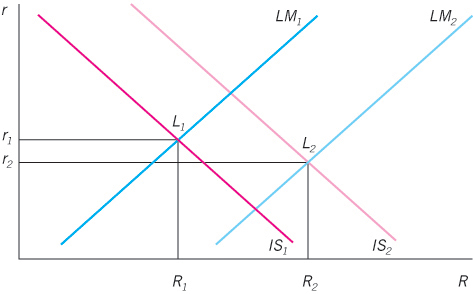 r
LM₁
LM₂
L₁
r₁
L₂
r₂
IS₁
IS₂
R₁
R₂
R